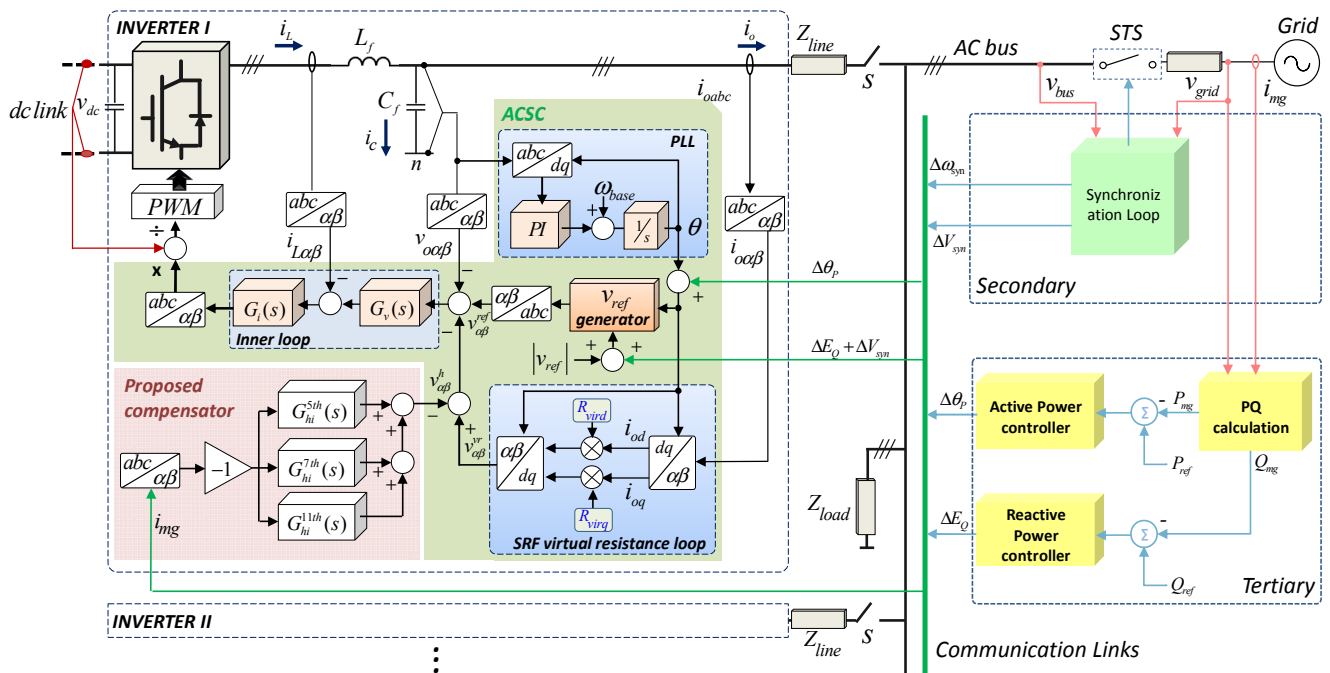 INVERTER I
i_L
L_f
i_o
Z_line
S
AC bus
STS
Grid
dc link
v_dc
C_f
i_c
n
i_oabc
v_bus
v_grid
i_mg
ACSC
PLL
abc
dq
ω_base
PI
+
+
1/s
θ
abc
αβ
i_oαβ
PWM
÷
x
abc
αβ
i_Lαβ
abc
αβ
v_oαβ
Δω_syn
ΔV_syn
Synchroniz
ation Loop
Secondary
abc
αβ
G_i(s)
−
G_v(s)
Inner loop
−
−
v_αβ^ref
αβ
abc
v_ref
generator
+
Δθ_P
|v_ref|
+
+
ΔE_Q + ΔV_syn
Proposed
compensator
abc
αβ
−1
G_hi^5th(s)
G_hi^7th(s)
G_hi^11th(s)
+
+
+
+
i_mg
v_αβ^h
−
+
v_αβ^vr
αβ
dq
R_vird
i_od
i_oq
R_virq
dq
αβ
SRF virtual resistance loop
Z_load
Δθ_P
Active Power
controller
Σ
-
P_mg
P_ref
PQ
calculation
Q_mg
ΔE_Q
Reactive
Power
controller
Σ
-
Q_ref
Tertiary
INVERTER II
Z_line
S
Communication Links